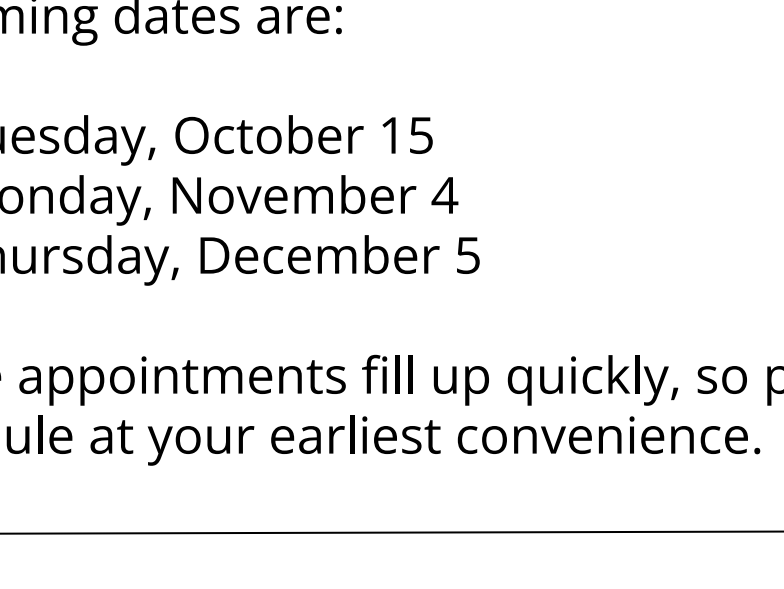 ming dates are:
uesday, October 15
onday, November 4
hursday, December 5
e appointments fill up quickly, so p
ule at your earliest convenience.